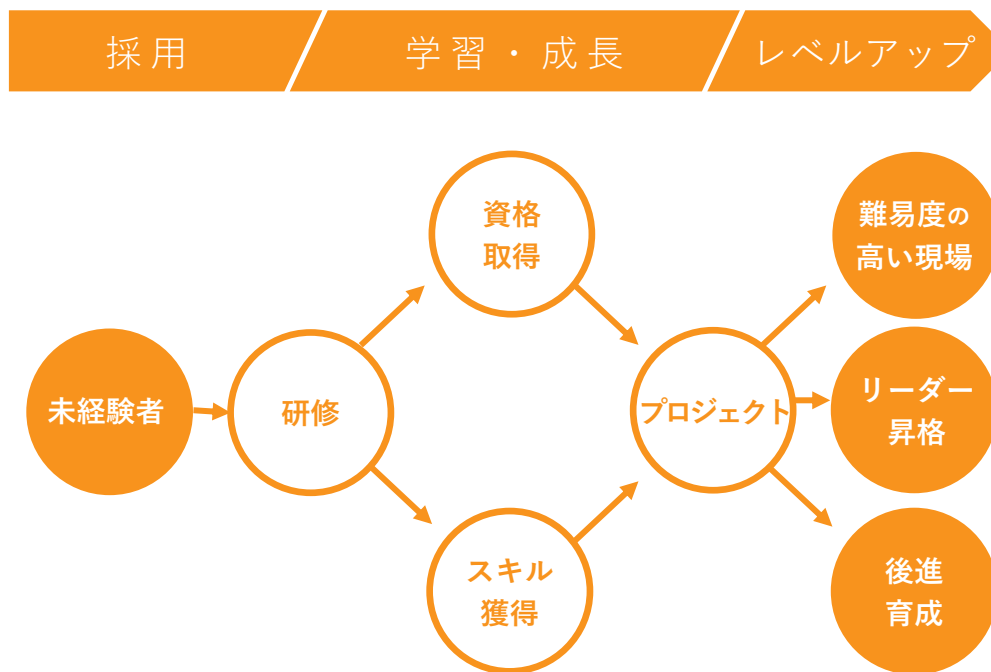 採用
学習・成長
レベルアップ
資格
取得
難易度の
高い現場
未経験者
研修
プロジェクト
リーダー
昇格
スキル
獲得
後進
育成